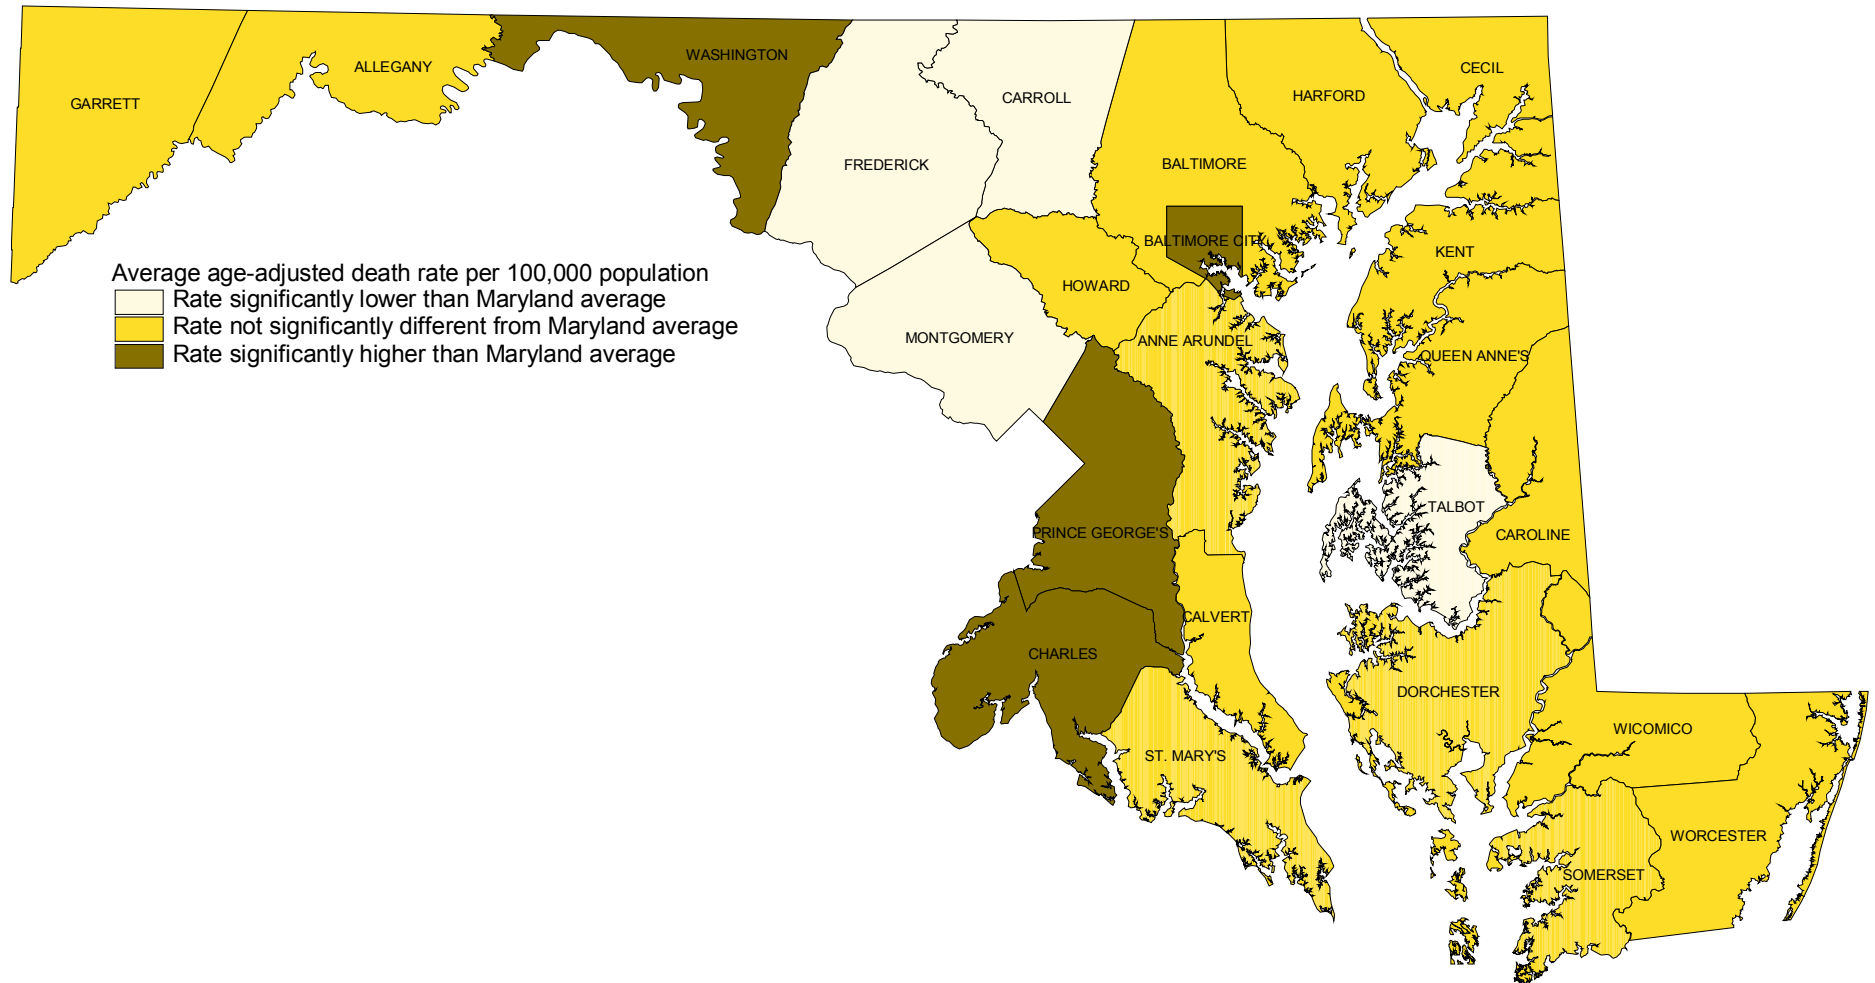 WASHINGTON
ALLEGANY
CECIL
GARRETT
CARROLL
HARFORD
FREDERICK
BALTIMORE
BALTIMORE CITY
KENT
Average age-adjusted death rate per 100,000 population
Rate significantly lower than Maryland average
Rate not significantly different from Maryland average
Rate significantly higher than Maryland average
HOWARD
MONTGOMERY
ANNE ARUNDEL
QUEEN ANNE'S
TALBOT
PRINCE GEORGE'S
CAROLINE
CALVERT
CHARLES
DORCHESTER
WICOMICO
ST. MARY'S
WORCESTER
SOMERSET